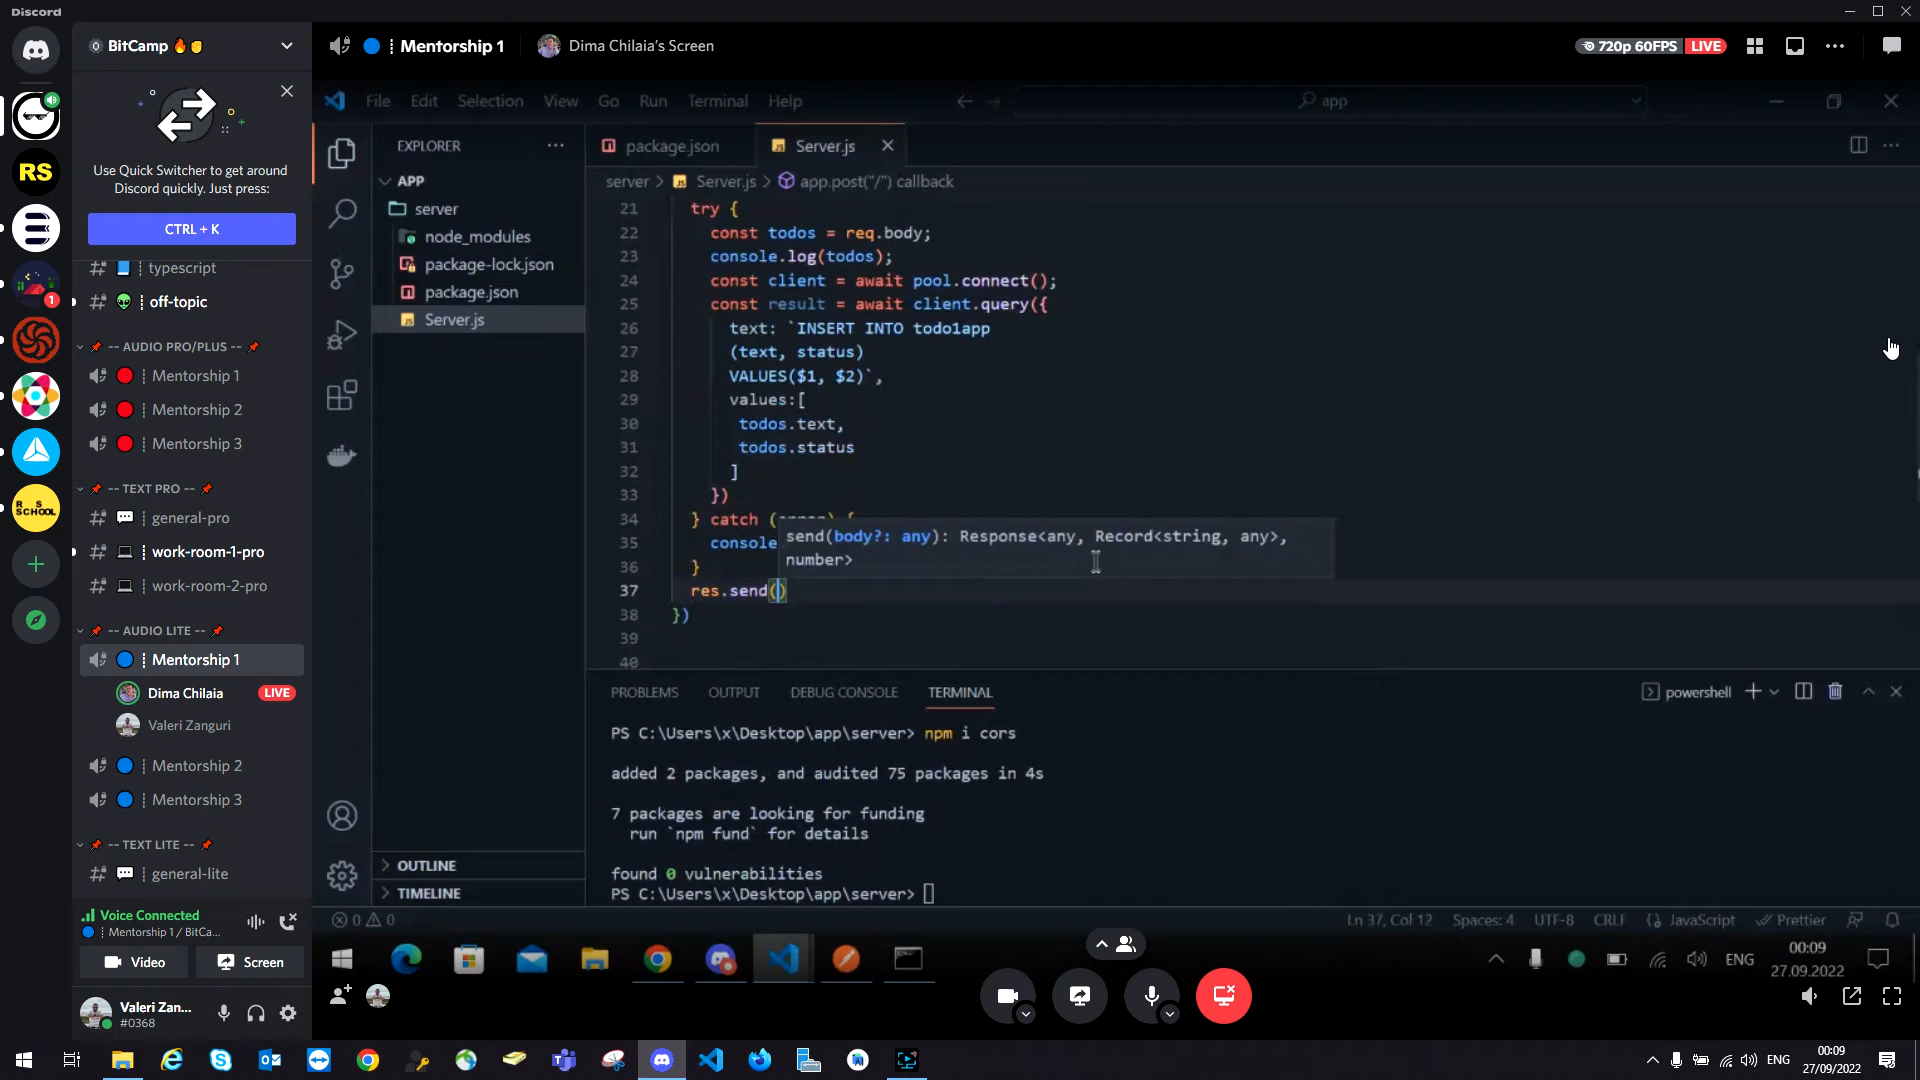 Discord
BitCamp
Mentorship 1
Dima Chilaia's Screen
720p 60FPS LIVE
Use Quick Switcher to get around
Discord quickly. Just press:
CTRL + K
typescript
off-topic
-- AUDIO PRO/PLUS --
Mentorship 1
Mentorship 2
Mentorship 3
-- TEXT PRO --
general-pro
work-room-1-pro
work-room-2-pro
-- AUDIO LITE --
Mentorship 1
Dima Chilaia LIVE
Valeri Zanguri
Mentorship 2
Mentorship 3
-- TEXT LITE --
general-lite
Voice Connected
Mentorship 1 / BitCa...
Video
Screen
Valeri Zan...
#0368
RS
1
R S
SCHOOL
File Edit Selection View Go Run Terminal Help
app
EXPLORER
APP
server
node_modules
package-lock.json
package.json
Server.js
OUTLINE
TIMELINE
package.json
Server.js
server > Server.js > app.post("/") callback
21 try {
22 const todos = req.body;
23 console.log(todos);
24 const client = await pool.connect();
25 const result = await client.query({
26 text: `INSERT INTO todo1app
27 (text, status)
28 VALUES($1, $2)`,
29 values:[
30 todos.text,
31 todos.status
32 ]
33 })
34 } catch (
35 console
36 }
37 res.send()
38 })
39
40
send(body?: any): Response<any, Record<string, any>,
number>
PROBLEMS OUTPUT DEBUG CONSOLE TERMINAL
powershell
PS C:\Users\x\Desktop\app\server> npm i cors
added 2 packages, and audited 75 packages in 4s
7 packages are looking for funding
run `npm fund` for details
found 0 vulnerabilities
PS C:\Users\x\Desktop\app\server>
0 0
Ln 37, Col 12 Spaces: 4 UTF-8 CRLF {} JavaScript Prettier
ENG
00:09
27.09.2022
ENG
00:09
27/09/2022